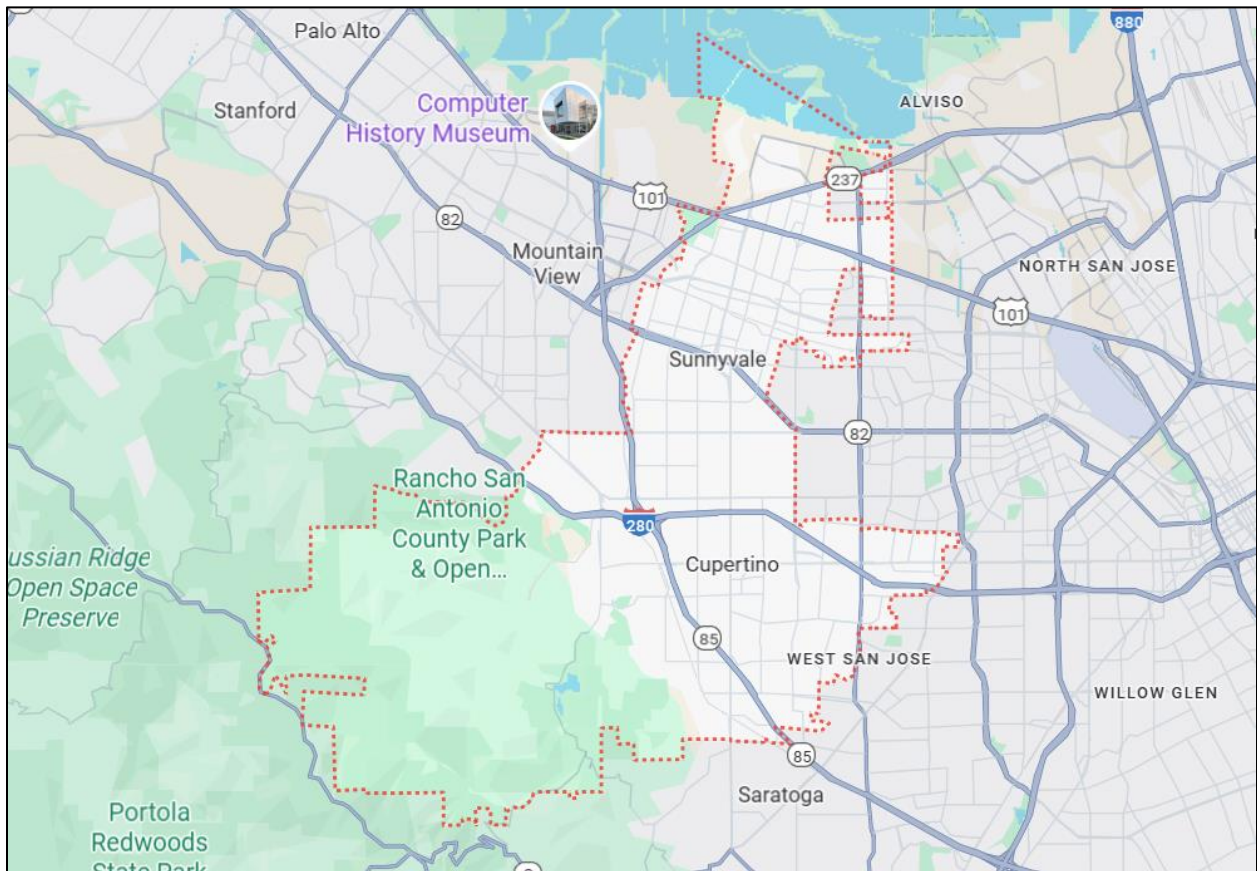 Palo Alto
880
Stanford
Computer
History Museum
ALVISO
237
101
82
Mountain
View
NORTH SAN JOSE
101
Sunnyvale
82
Rancho San
Antonio
County Park
& Open...
280
ussian Ridge
Open Space
Preserve
Cupertino
85
WEST SAN JOSE
WILLOW GLEN
85
Saratoga
Portola
Redwoods
State Park